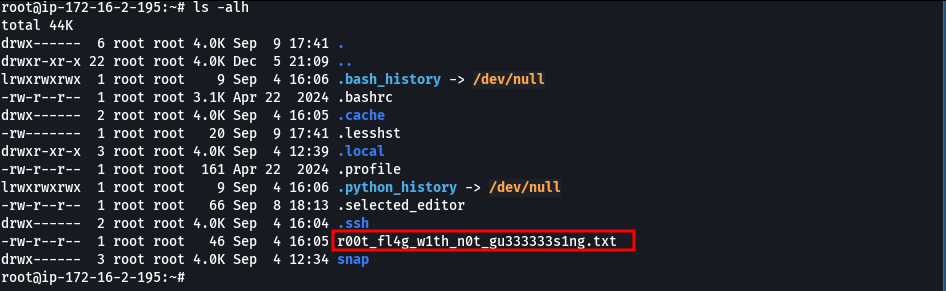 root@ip-172-16-2-195:~# ls -alh
total 44K
drwx------  6 root root 4.0K Sep  9 17:41 .
drwxr-xr-x 22 root root 4.0K Dec  5 21:09 ..
lrwxrwxrwx  1 root root    9 Sep  4 16:06 .bash_history -> /dev/null
-rw-r--r--  1 root root 3.1K Apr 22  2024 .bashrc
drwx------  2 root root 4.0K Sep  4 16:05 .cache
-rw-------  1 root root   20 Sep  9 17:41 .lesshst
drwxr-xr-x  3 root root 4.0K Sep  4 12:39 .local
-rw-r--r--  1 root root  161 Apr 22  2024 .profile
lrwxrwxrwx  1 root root    9 Sep  4 16:06 .python_history -> /dev/null
-rw-r--r--  1 root root   66 Sep  8 18:13 .selected_editor
drwx------  2 root root 4.0K Sep  4 16:04 .ssh
-rw-r--r--  1 root root   46 Sep  4 16:05 r00t_fl4g_w1th_n0t_gu333333s1ng.txt
drwx------  3 root root 4.0K Sep  4 12:34 snap
root@ip-172-16-2-195:~#